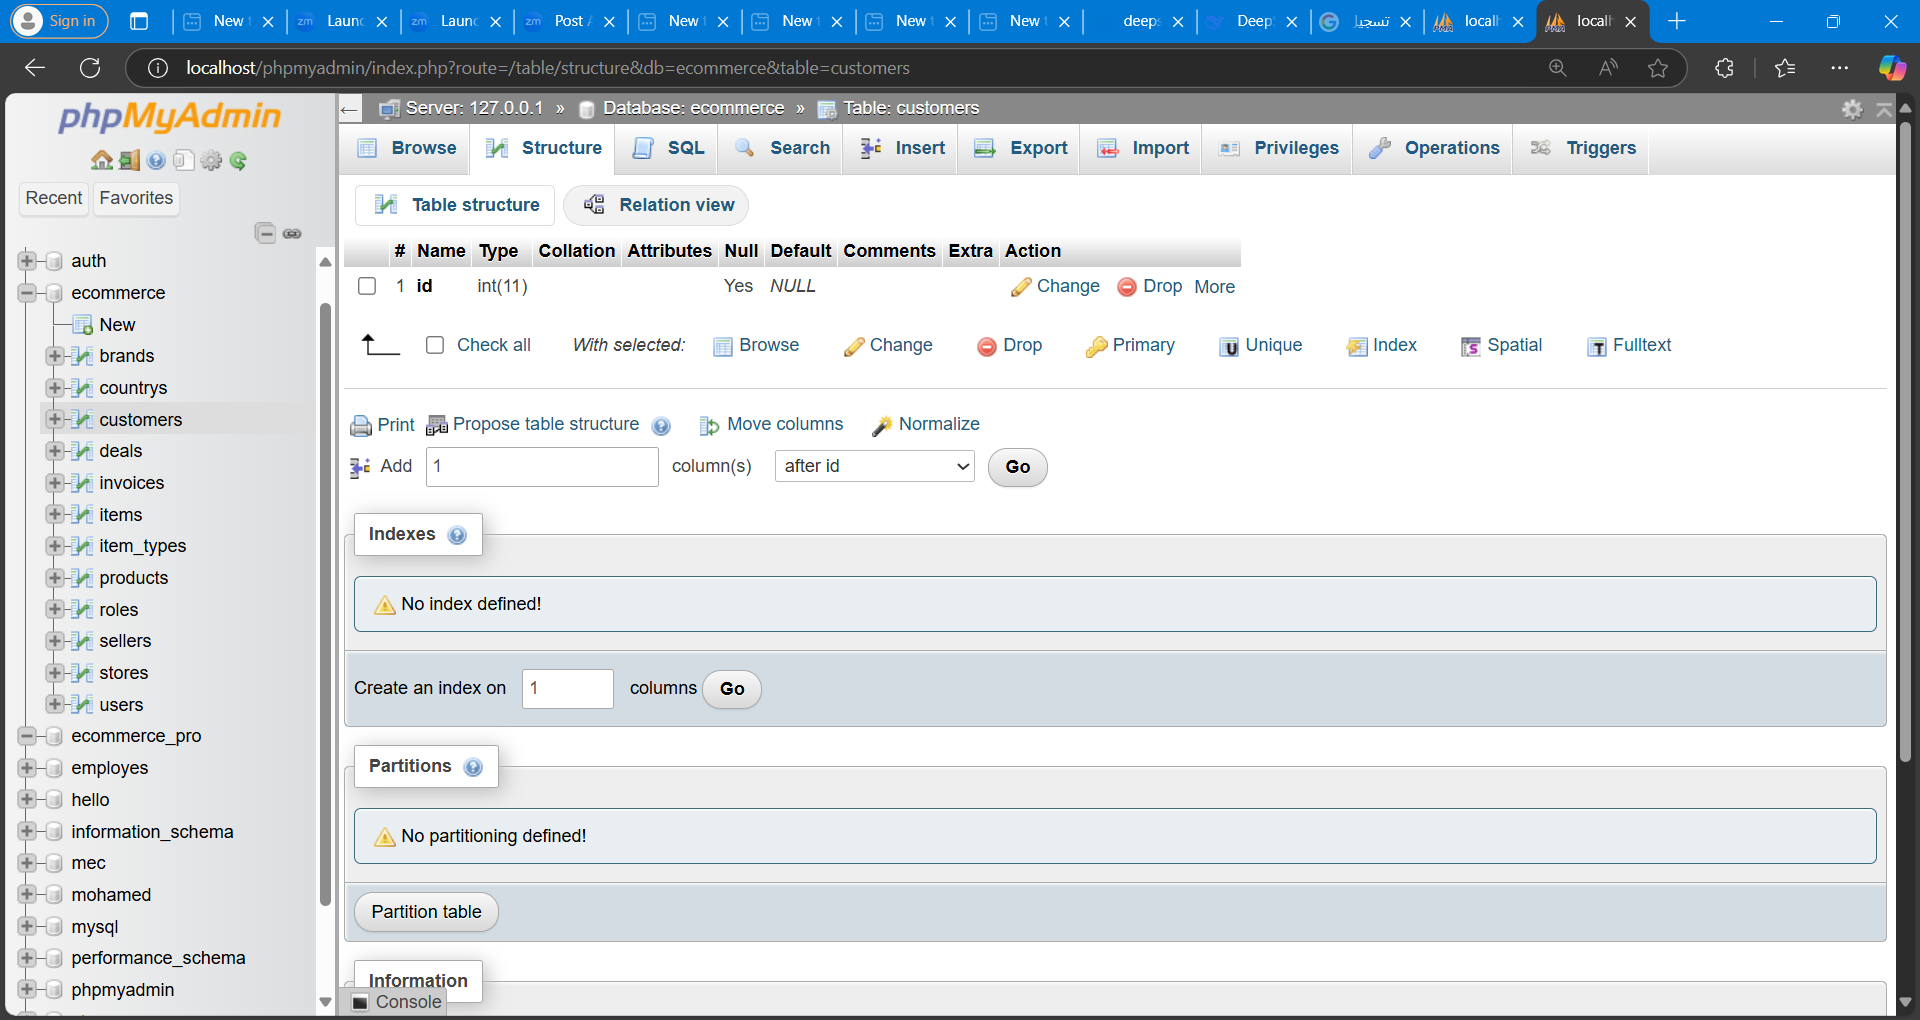 Sign in
New
Launc
Launc
Post
New
New
New
New
deeps
Deep
تسجيل
localh
localh
localhost/phpmyadmin/index.php?route=/table/structure&db=ecommerce&table=customers
phpMyAdmin
Recent
Favorites
auth
ecommerce
New
brands
countrys
customers
deals
invoices
items
item_types
products
roles
sellers
stores
users
ecommerce_pro
employes
hello
information_schema
mec
mohamed
mysql
performance_schema
phpmyadmin
Server: 127.0.0.1 » Database: ecommerce » Table: customers
Browse Structure SQL Search Insert Export Import Privileges Operations Triggers
Table structure Relation view
# Name Type Collation Attributes Null Default Comments Extra Action
1 id int(11) Yes NULL Change Drop More
Check all With selected: Browse Change Drop Primary Unique Index Spatial Fulltext
Print Propose table structure Move columns Normalize
Add 1 column(s) after id Go
Indexes
No index defined!
Create an index on 1 columns Go
Partitions
No partitioning defined!
Partition table
Information
Console